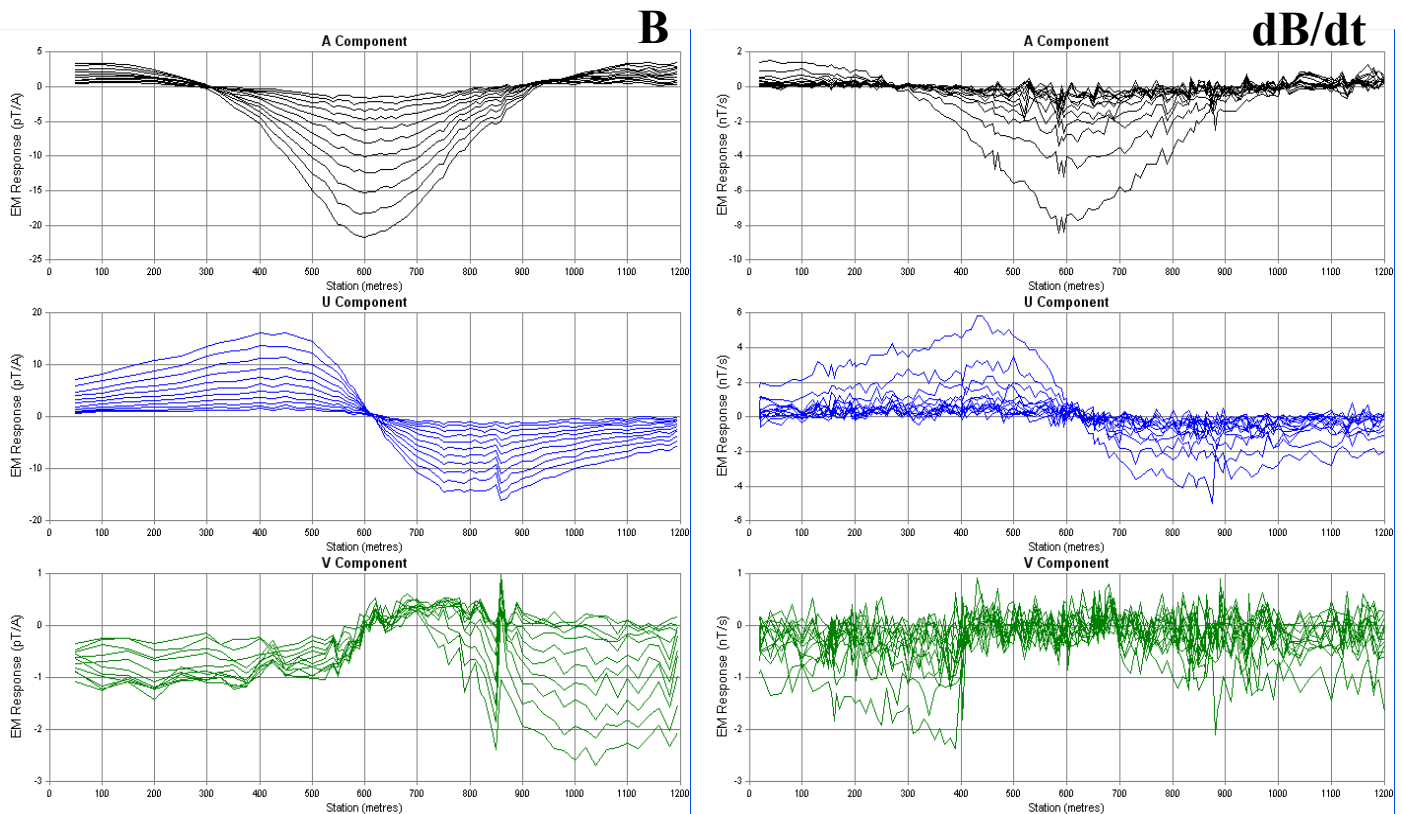 B
A Component
5
0
-5
-10
-15
-20
-25
EM Response (pT/A)
0 100 200 300 400 500 600 700 800 900 1000 1100 1200
Station (metres)
U Component
20
10
0
-10
-20
EM Response (pT/A)
0 100 200 300 400 500 600 700 800 900 1000 1100 1200
Station (metres)
V Component
1
0
-1
-2
-3
EM Response (pT/A)
0 100 200 300 400 500 600 700 800 900 1000 1100 1200
Station (metres)
dB/dt
A Component
2
0
-2
-4
-6
-8
-10
EM Response (nT/s)
0 100 200 300 400 500 600 700 800 900 1000 1100 1200
Station (metres)
U Component
6
4
2
0
-2
-4
-6
EM Response (nT/s)
0 100 200 300 400 500 600 700 800 900 1000 1100 1200
Station (metres)
V Component
1
0
-1
-2
-3
EM Response (nT/s)
0 100 200 300 400 500 600 700 800 900 1000 1100 1200
Station (metres)